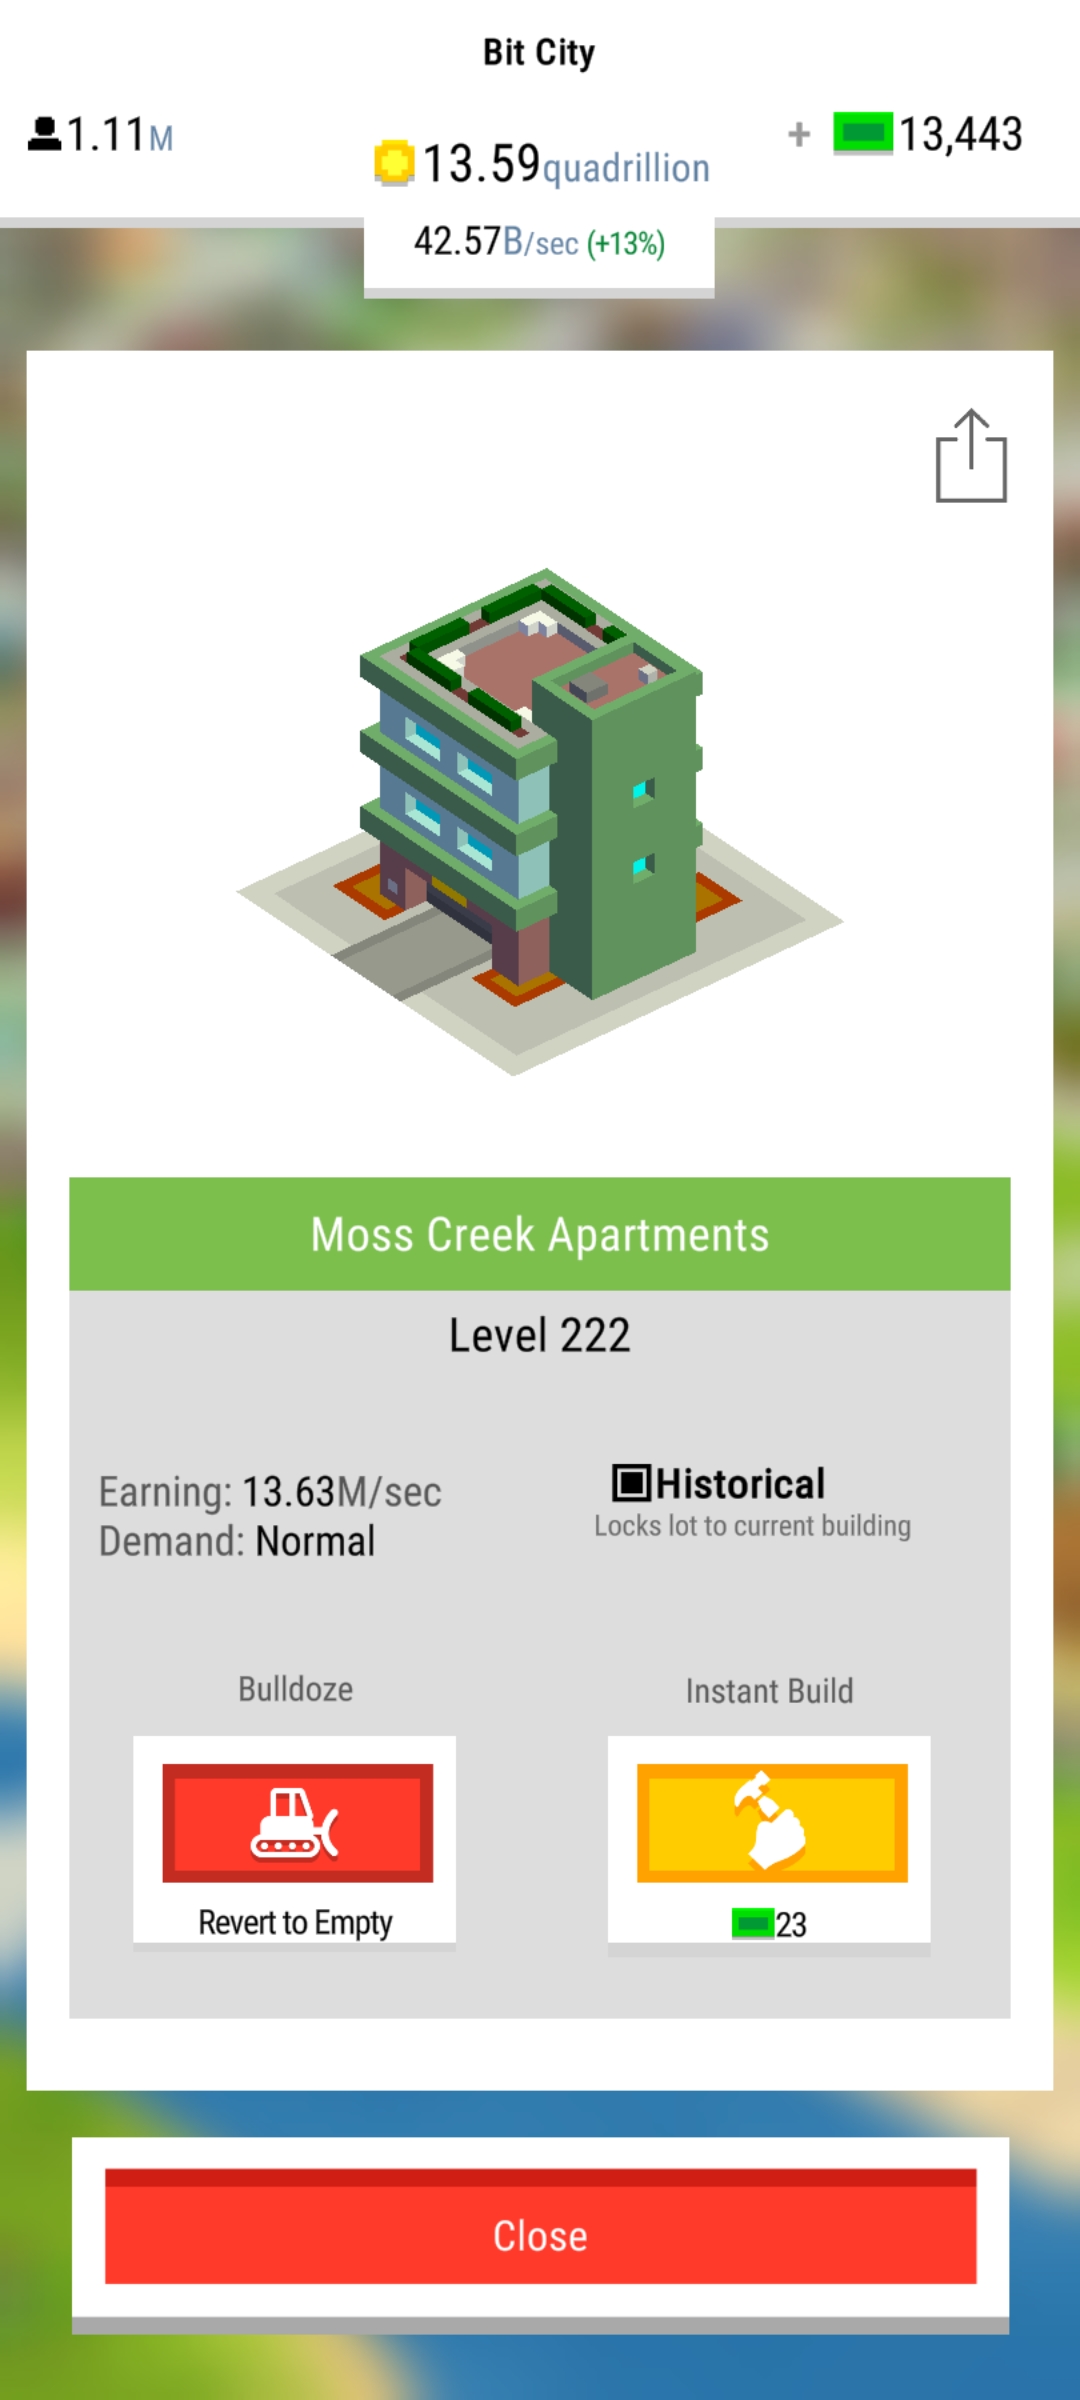 Bit City
1.11M
13.59quadrillion
+ 13,443
42.57B/sec (+13%)
Moss Creek Apartments
Level 222
Earning: 13.63M/sec
Demand: Normal
Historical
Locks lot to current building
Bulldoze
Revert to Empty
Instant Build
23
Close